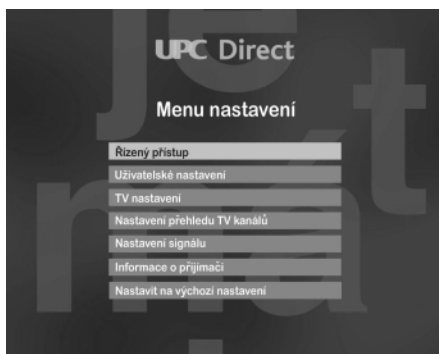 UPC Direct
Menu nastavení
Řízený přístup
Uživatelské nastavení
TV nastavení
Nastavení přehledu TV kanálů
Nastavení signálu
Informace o přijímači
Nastavit na výchozí nastavení